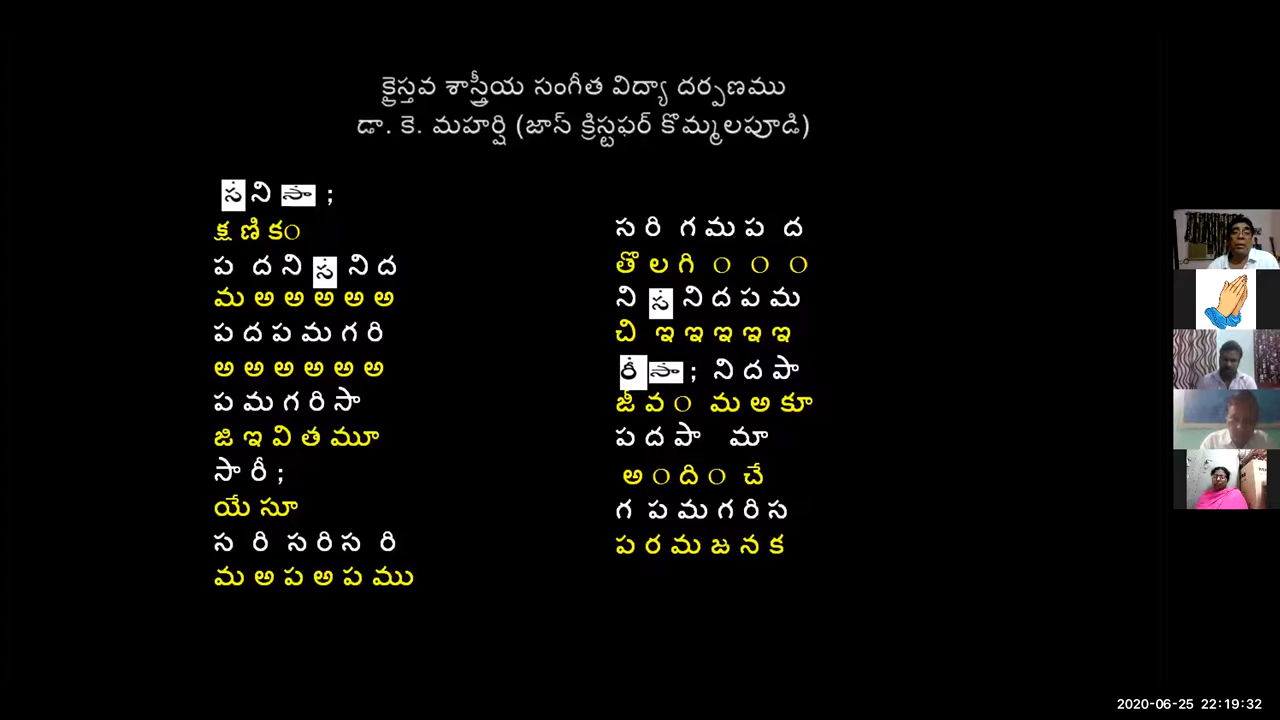 క్రైస్తవ శాస్త్రీయ సంగీత విద్యా దర్పణము
డా. కె. మహర్షి (జాస్ క్రిస్టఫర్ కొమ్మలపూడి)
స̇ ని సా̇ ;
క్ష ణి కం
ప ద ని స̇ ని ద
మ అ అ అ అ అ
ప ద ప మ గ రి
అ అ అ అ అ అ
ప మ గ రి సా
జి ఇ వి త మూ
సా రీ ;
యే సూ
స రి స రి స రి
మ అ ప అ ప ము
స రి గ మ ప ద
తొ ల గి ం ం ం
ని స̇ ని ద ప మ
చి ఇ ఇ ఇ ఇ ఇ
రీ̇ సా̇ ; ని ద పా
జీ వ ం మ అ కూ
ప ద పా మా
అ ం ది ం చే
గ ప మ గ రి స
ప ర మ జ న క
2020-06-25 22:19:32